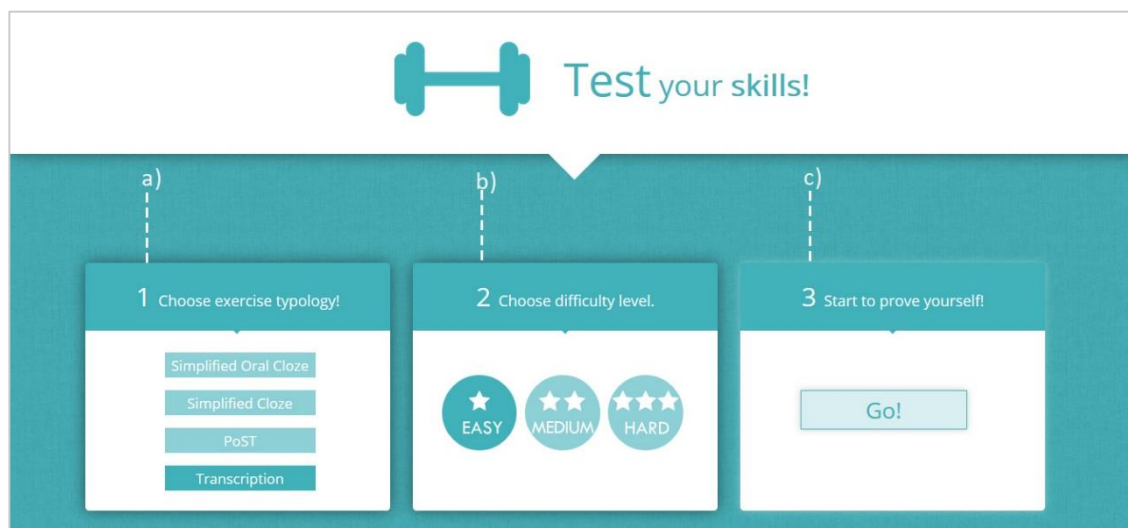 Test your skills!
a)
b)
c)
1 Choose exercise typology!
Simplified Oral Cloze
Simplified Cloze
PoST
Transcription
2 Choose difficulty level.
EASY
MEDIUM
HARD
3 Start to prove yourself!
Go!